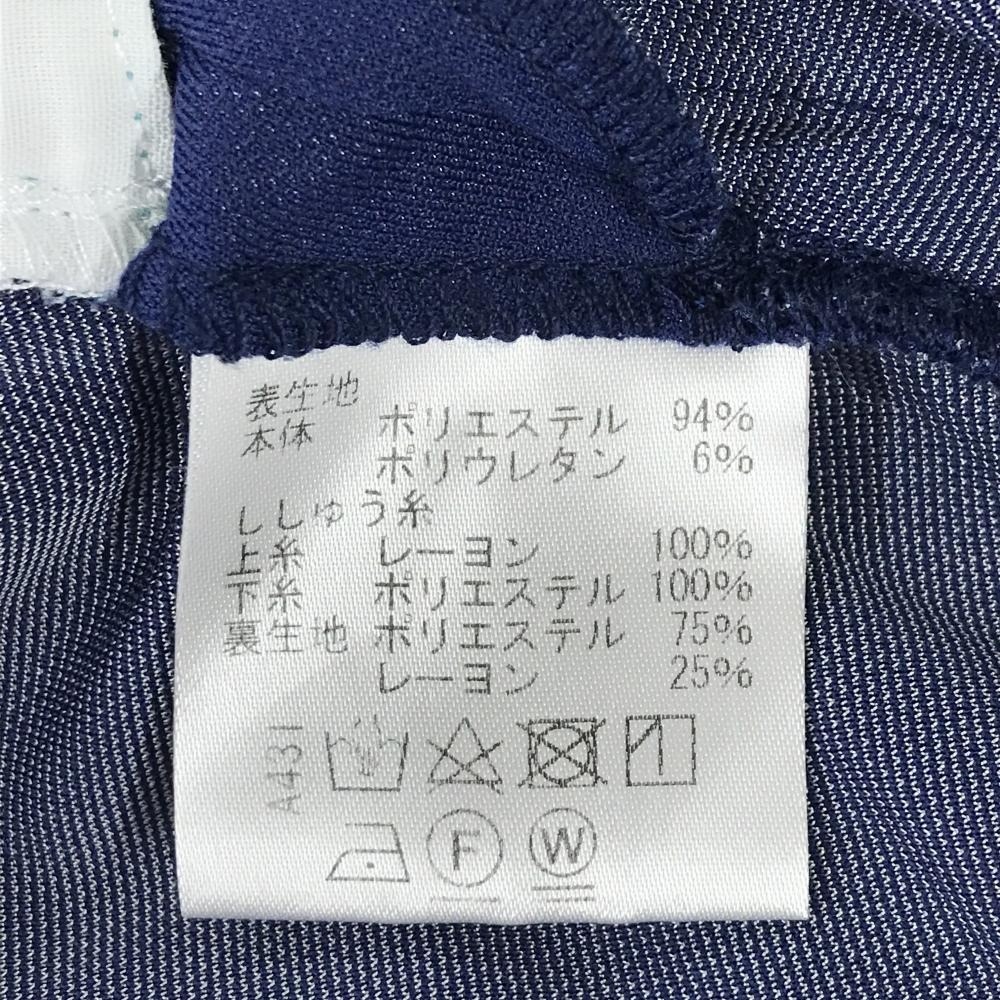 表生地
本体 ポリエステル 94%
ポリウレタン 6%
ししゅう糸
上糸 レーヨン 100%
下糸 ポリエステル 100%
裏生地 ポリエステル 75%
レーヨン 25%
A431
F W